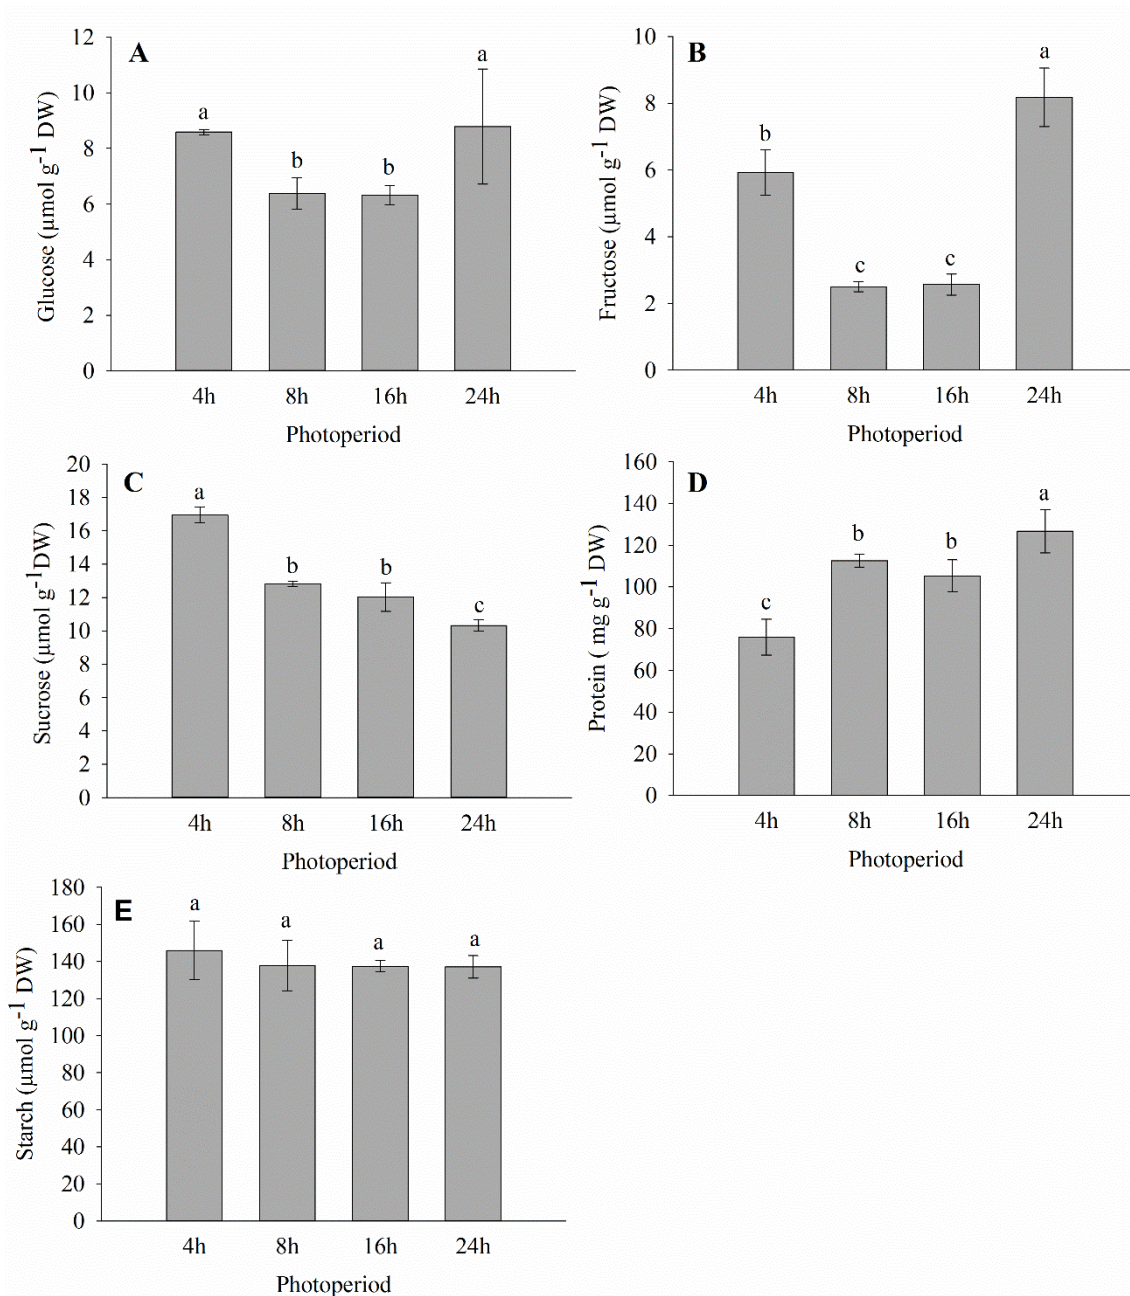 A
Glucose (µmol g-1 DW)
12
10
8
6
4
2
0
a
b
b
a
4h 8h 16h 24h
Photoperiod
B
Fructose (µmol g-1 DW)
10
8
6
4
2
0
b
c
c
a
4h 8h 16h 24h
Photoperiod
C
Sucrose (µmol g-1DW)
20
18
16
14
12
10
8
6
4
2
0
a
b
b
c
4h 8h 16h 24h
Photoperiod
D
Protein ( mg g-1 DW)
160
140
120
100
80
60
40
20
0
c
b
b
a
4h 8h 16h 24h
Photoperiod
E
Starch (µmol g-1 DW)
180
160
140
120
100
80
60
40
20
0
a
a
a
a
4h 8h 16h 24h
Photoperiod